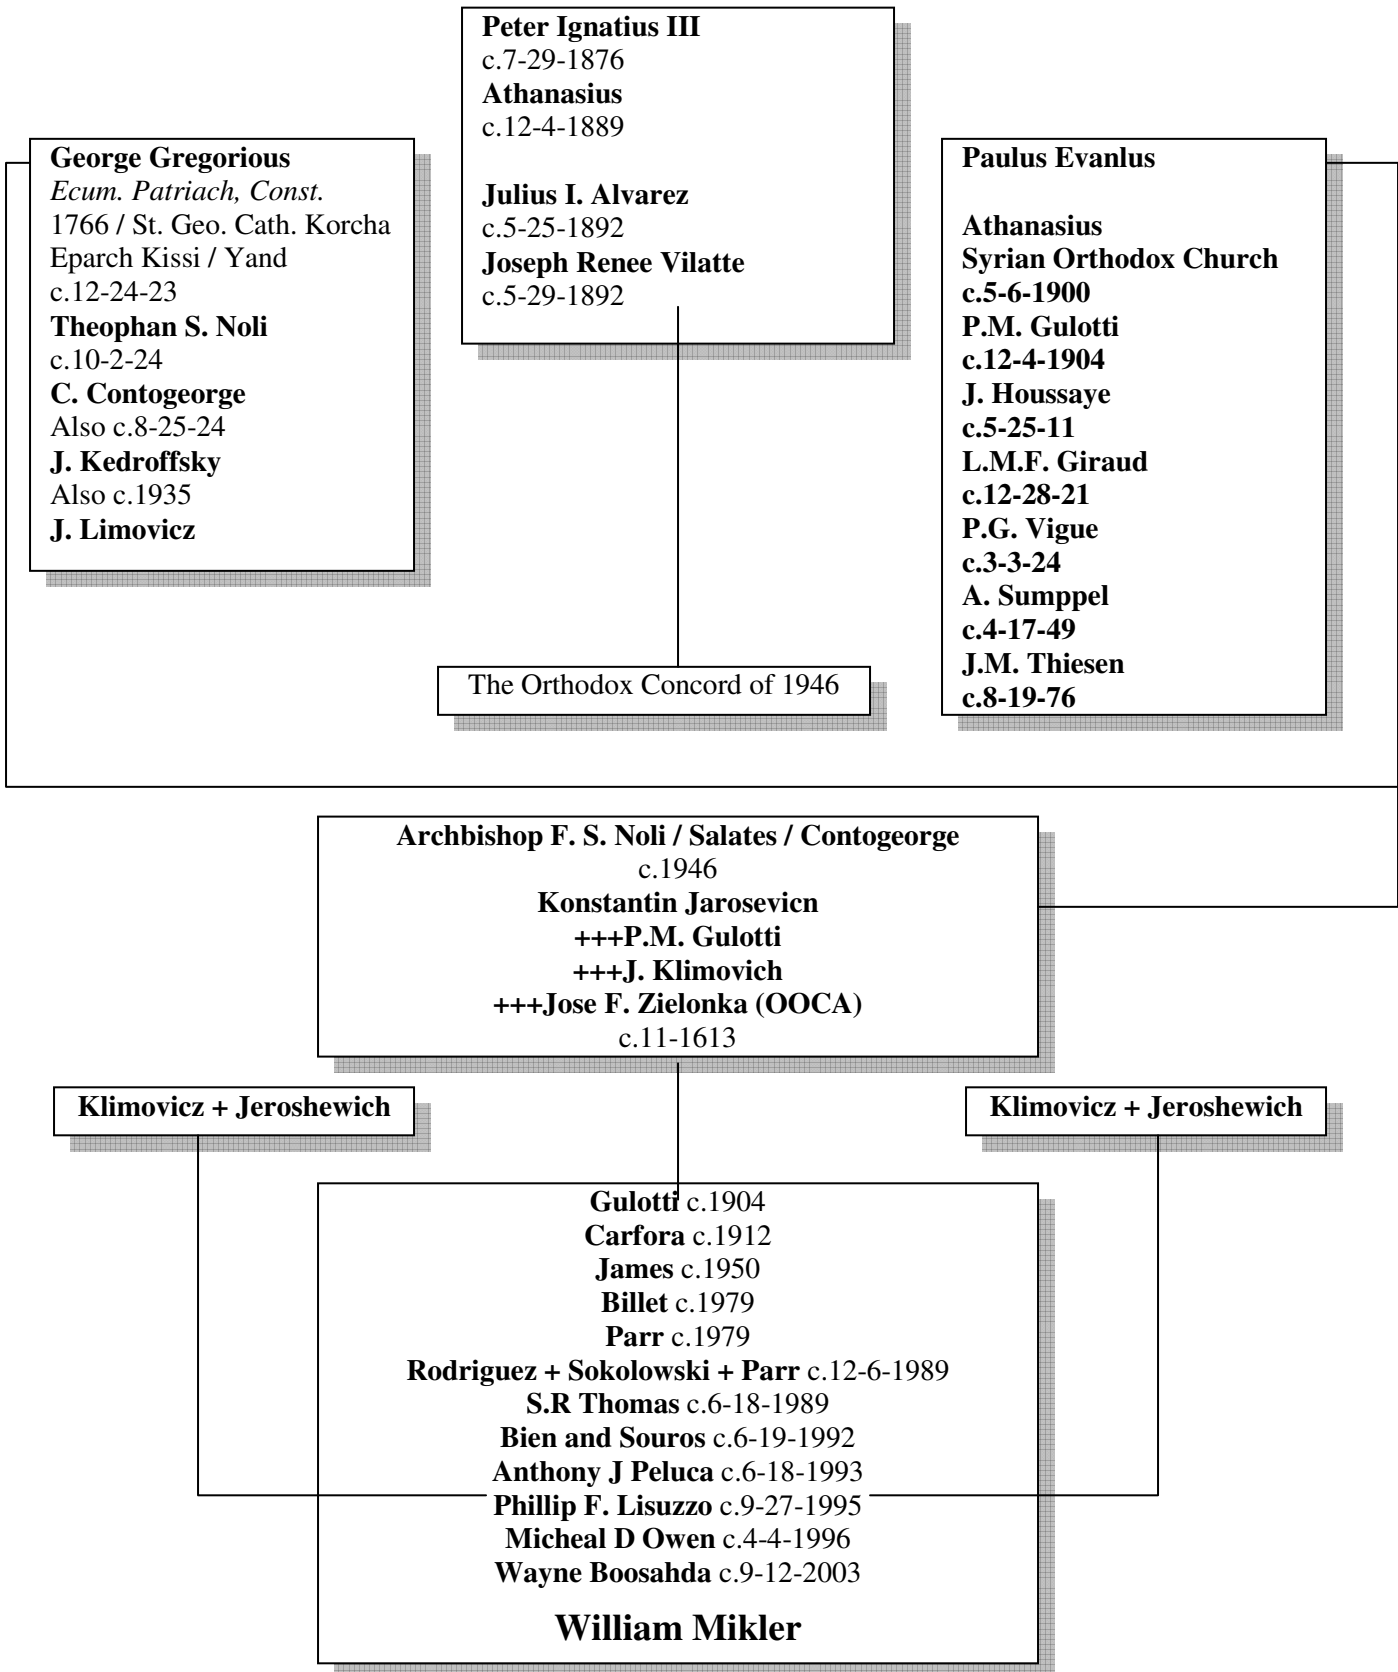 Peter Ignatius III
c.7-29-1876
Athanasius
c.12-4-1889
Julius I. Alvarez
c.5-25-1892
Joseph Renee Vilatte
c.5-29-1892
George Gregorious
Ecum. Patriach, Const.
1766 / St. Geo. Cath. Korcha
Eparch Kissi / Yand
c.12-24-23
Theophan S. Noli
c.10-2-24
C. Contogeorge
Also c.8-25-24
J. Kedroffsky
Also c.1935
J. Limovicz
Paulus Evanlus
Athanasius
Syrian Orthodox Church
c.5-6-1900
P.M. Gulotti
c.12-4-1904
J. Houssaye
c.5-25-11
L.M.F. Giraud
c.12-28-21
P.G. Vigue
c.3-3-24
A. Sumppel
c.4-17-49
J.M. Thiesen
c.8-19-76
The Orthodox Concord of 1946
Archbishop F. S. Noli / Salates / Contogeorge
c.1946
Konstantin Jarosevicn
+++P.M. Gulotti
+++J. Klimovich
+++Jose F. Zielonka (OOCA)
c.11-1613
Klimovicz + Jeroshewich
Klimovicz + Jeroshewich
Gulotti c.1904
Carfora c.1912
James c.1950
Billet c.1979
Parr c.1979
Rodriguez + Sokolowski + Parr c.12-6-1989
S.R Thomas c.6-18-1989
Bien and Souros c.6-19-1992
Anthony J Peluca c.6-18-1993
Phillip F. Lisuzzo c.9-27-1995
Micheal D Owen c.4-4-1996
Wayne Boosahda c.9-12-2003
William Mikler